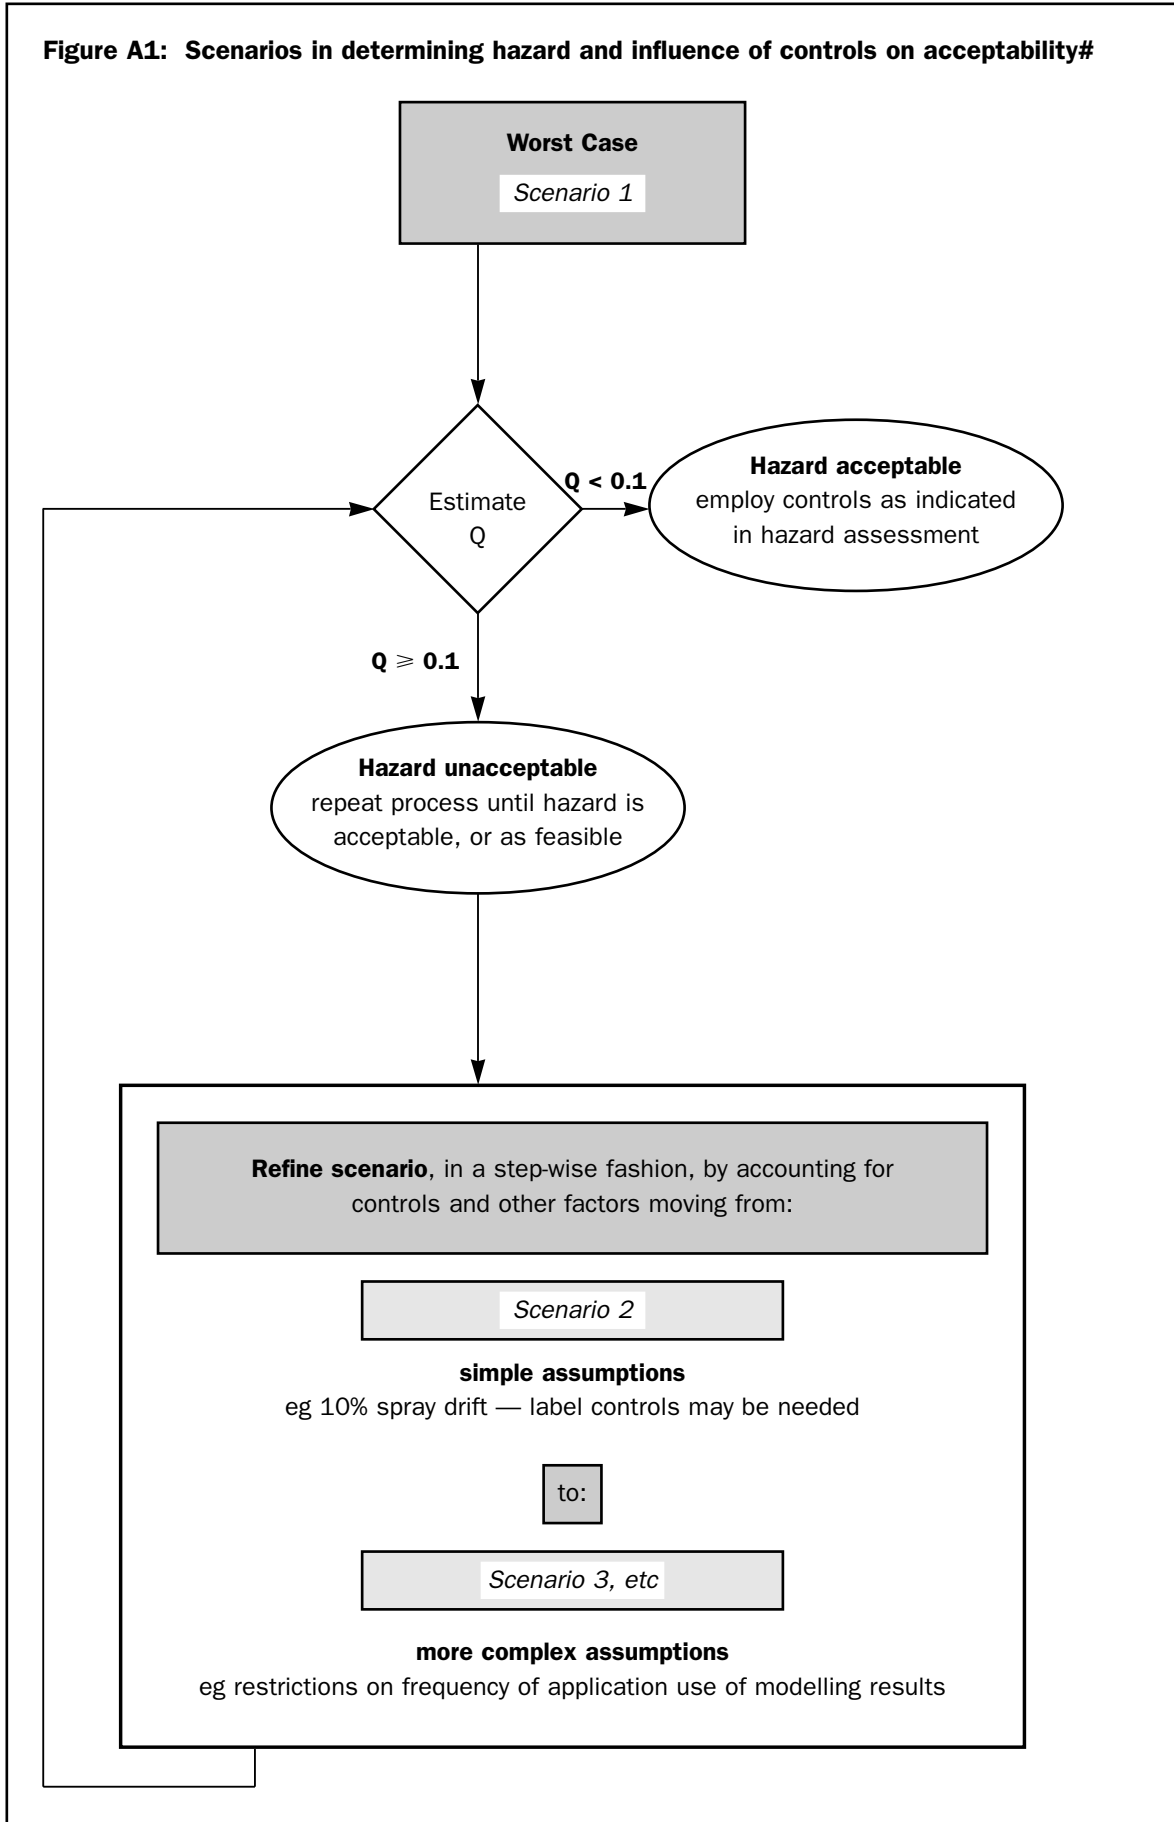 Figure A1: Scenarios in determining hazard and influence of controls on acceptability#
Worst Case
Scenario 1
Estimate
Q
Q < 0.1
Hazard acceptable
employ controls as indicated
in hazard assessment
Q ⩾ 0.1
Hazard unacceptable
repeat process until hazard is
acceptable, or as feasible
Refine scenario, in a step-wise fashion, by accounting for
controls and other factors moving from:
Scenario 2
simple assumptions
eg 10% spray drift — label controls may be needed
to:
Scenario 3, etc
more complex assumptions
eg restrictions on frequency of application use of modelling results